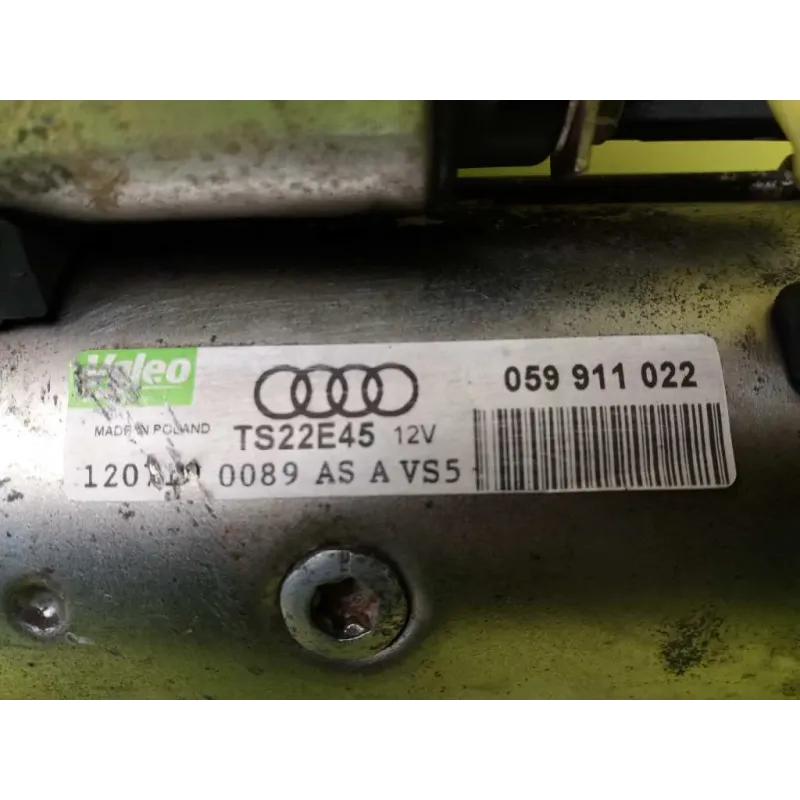 Valeo
059 911 022
MADE IN POLAND
TS22E45 12V
0089 AS A VS5